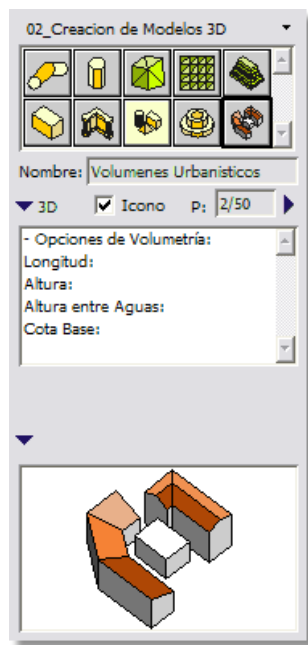 02_Creacion de Modelos 3D
Nombre: Volumenes Urbanisticos
3D Icono P: 2/50
- Opciones de Volumetría:
Longitud:
Altura:
Altura entre Aguas:
Cota Base: